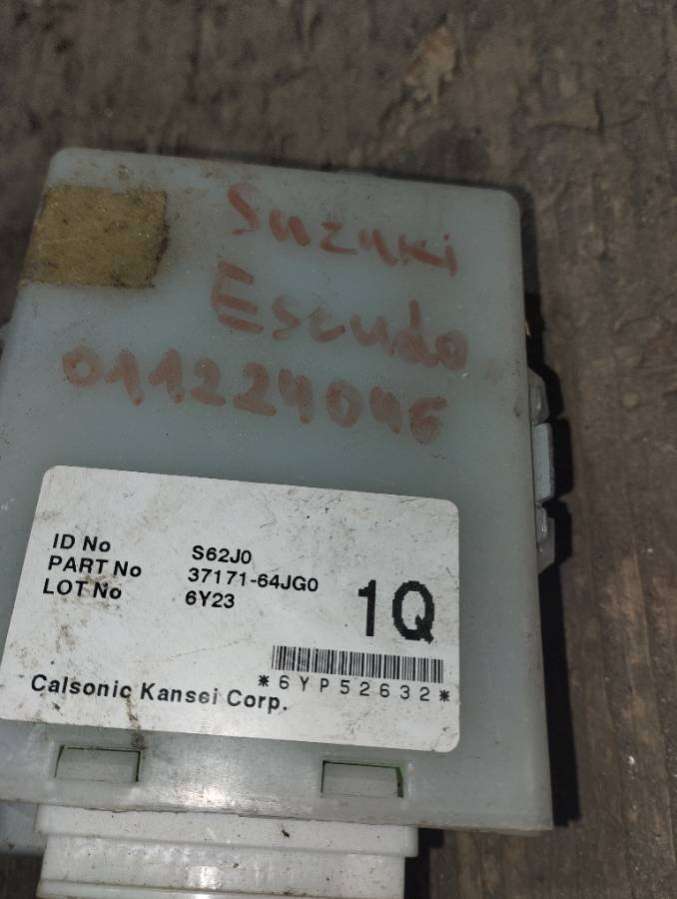 Suzuki
Escudo
011224046
ID No S62J0
PART No 37171-64JG0
LOT No 6Y23
1Q
*6YP52632*
Calsonic Kansei Corp.